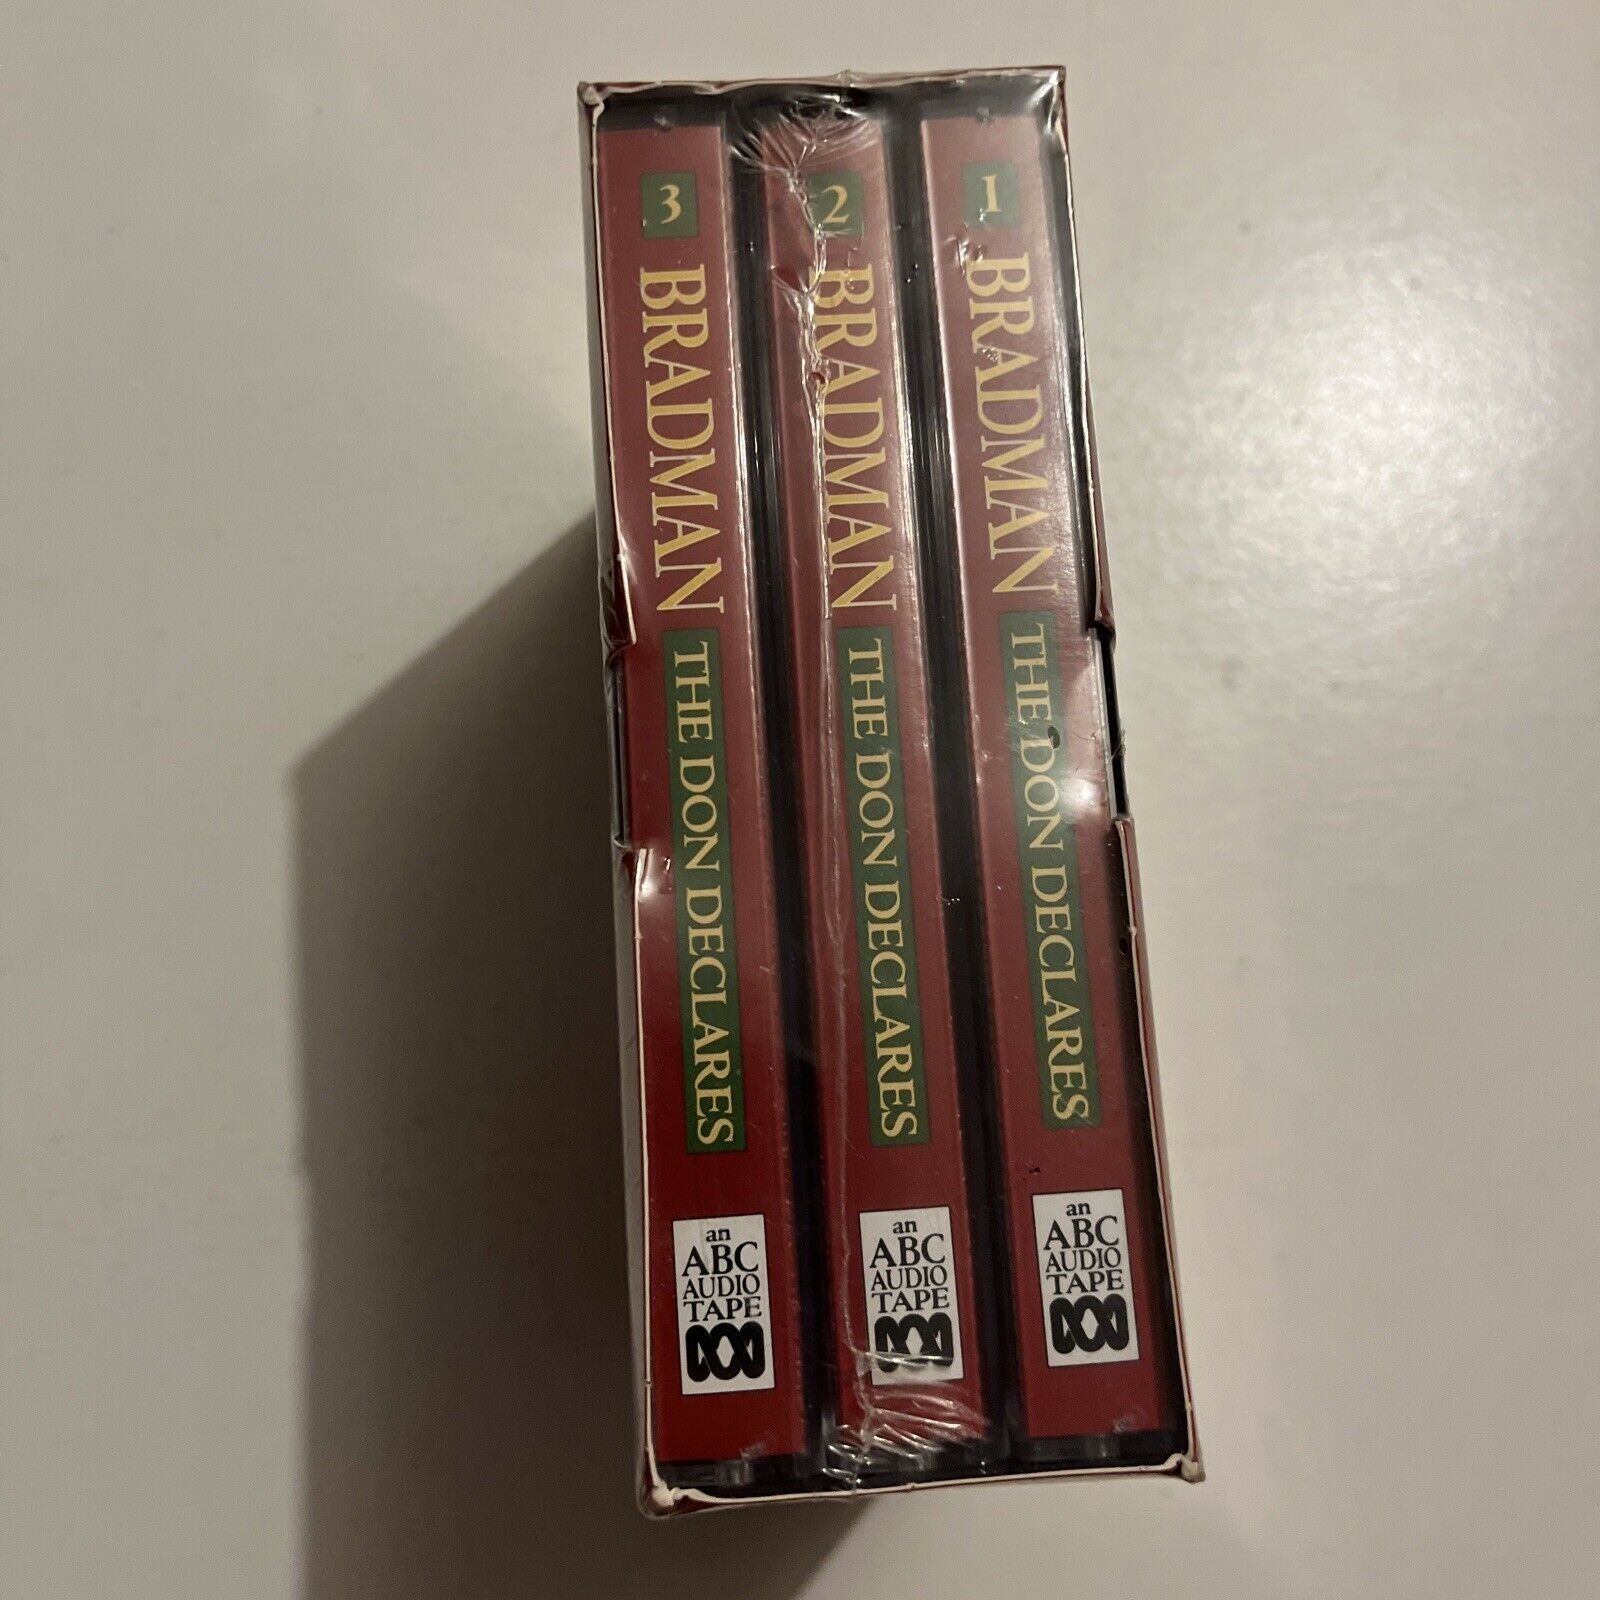 3
BRADMAN
THE DON DECLARES
an
ABC
AUDIO
TAPE
2
BRADMAN
THE DON DECLARES
an
ABC
AUDIO
TAPE
1
BRADMAN
THE DON DECLARES
an
ABC
AUDIO
TAPE